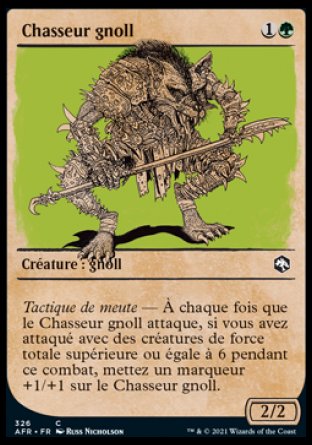 Chasseur gnoll 1
Créature : gnoll
Tactique de meute — À chaque fois que
le Chasseur gnoll attaque, si vous avez
attaqué avec des créatures de force
totale supérieure ou égale à 6 pendant
ce combat, mettez un marqueur
+1/+1 sur le Chasseur gnoll.
2/2
326 C
AFR • FR Russ Nicholson
™ & © 2021 Wizards of the Coast